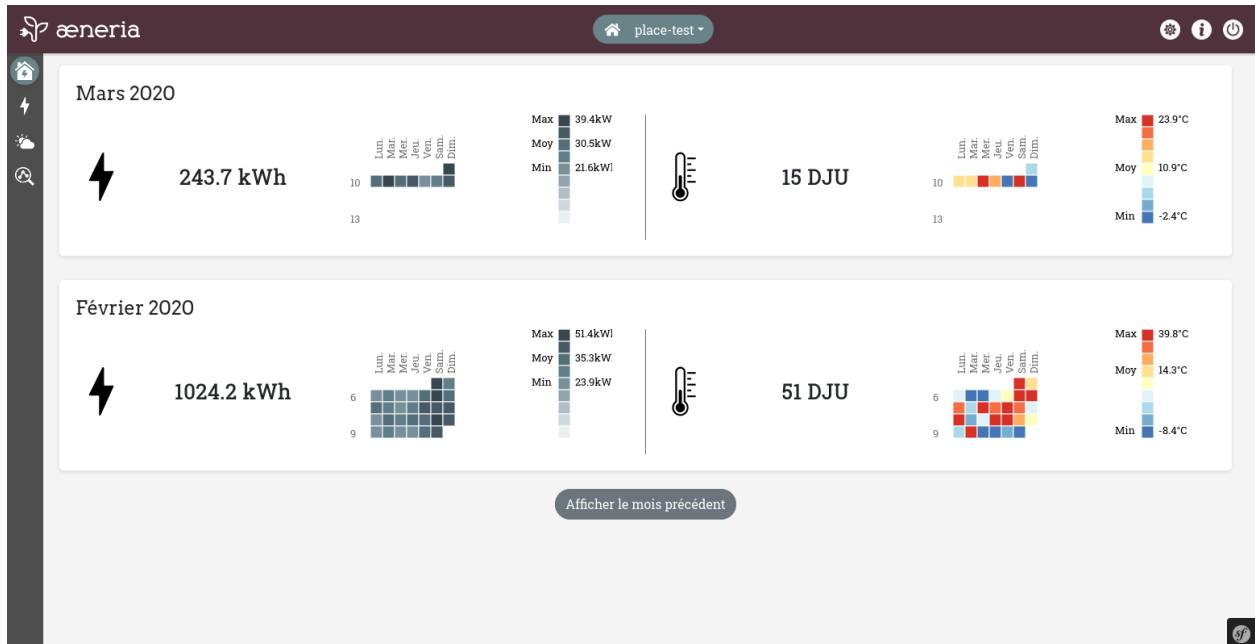 æneria
place-test
Mars 2020
243.7 kWh
Lun.
Mar.
Mer.
Jeu.
Ven.
Sam.
Dim.
10
13
Max 39.4kW
Moy 30.5kW
Min 21.6kW
15 DJU
Lun.
Mar.
Mer.
Jeu.
Ven.
Sam.
Dim.
10
13
Max 23.9°C
Moy 10.9°C
Min -2.4°C
Février 2020
1024.2 kWh
Lun.
Mar.
Mer.
Jeu.
Ven.
Sam.
Dim.
6
9
Max 51.4kW
Moy 35.3kW
Min 23.9kW
51 DJU
Lun.
Mar.
Mer.
Jeu.
Ven.
Sam.
Dim.
6
9
Max 39.8°C
Moy 14.3°C
Min -8.4°C
Afficher le mois précédent